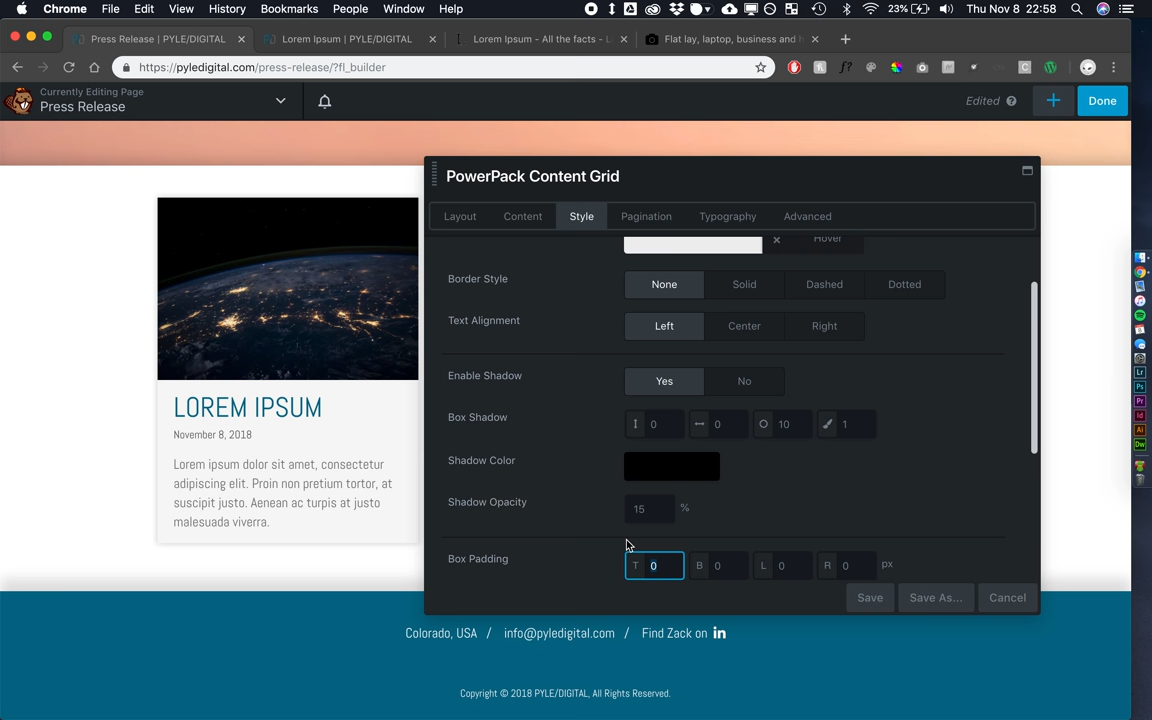 Chrome File Edit View History Bookmarks People Window Help 23% Thu Nov 8 22:58
Press Release | PYLE/DIGITAL Lorem Ipsum | PYLE/DIGITAL Lorem Ipsum - All the facts - L Flat lay, laptop, business and h
https://pyledigital.com/press-release/?fl_builder
Currently Editing Page
Press Release
Edited
Done
PowerPack Content Grid
Layout Content Style Pagination Typography Advanced
Hover
Border Style None Solid Dashed Dotted
Text Alignment Left Center Right
Enable Shadow Yes No
Box Shadow 0 0 10 1
Shadow Color
Shadow Opacity 15 %
Box Padding T 0 B 0 L 0 R 0 px
Save Save As... Cancel
LOREM IPSUM
November 8, 2018
Lorem ipsum dolor sit amet, consectetur
adipiscing elit. Proin non pretium tortor, at
suscipit justo. Aenean ac turpis at justo
malesuada viverra.
Colorado, USA / info@pyledigital.com / Find Zack on in
Copyright © 2018 PYLE/DIGITAL, All Rights Reserved.
Lr
Ps
Pr
Id
Ai
Dw